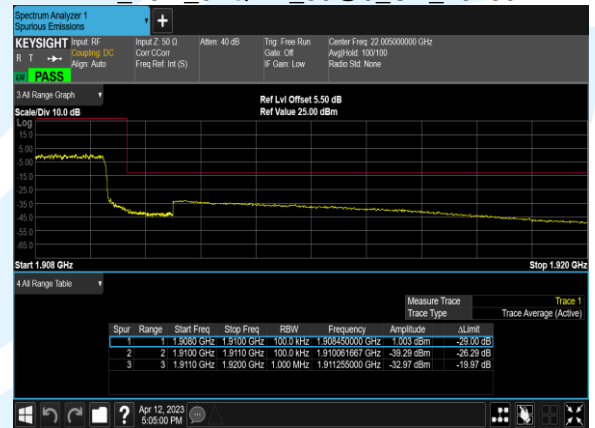 Spectrum Analyzer 1
Spurious Emissions
KEYSIGHT Input: RF Input Z: 50 Ω Atten: 40 dB Trig: Free Run Center Freq: 22.005000000 GHz
R T Coupling: DC Corr CCorr Gate: Off Avg|Hold: 100/100
Align: Auto Freq Ref: Int (S) IF Gain: Low Radio Std: None
PASS
3 All Range Graph
Ref Lvl Offset 5.50 dB
Scale/Div 10.0 dB Ref Value 25.00 dBm
Log
15.0
5.00
-5.00
-15.0
-25.0
-35.0
-45.0
-55.0
-65.0
Start 1.908 GHz Stop 1.920 GHz
4 All Range Table
Measure Trace Trace 1
Trace Type Trace Average (Active)
Spur Range Start Freq Stop Freq RBW Frequency Amplitude ΔLimit
1 1 1.9080 GHz 1.9100 GHz 100.0 kHz 1.908450000 GHz 1.003 dBm -29.00 dB
2 2 1.9100 GHz 1.9110 GHz 100.0 kHz 1.910061667 GHz -39.29 dBm -26.29 dB
3 3 1.9110 GHz 1.9200 GHz 1.000 MHz 1.911255000 GHz -32.97 dBm -19.97 dB
? Apr 12, 2023
5:05:00 PM